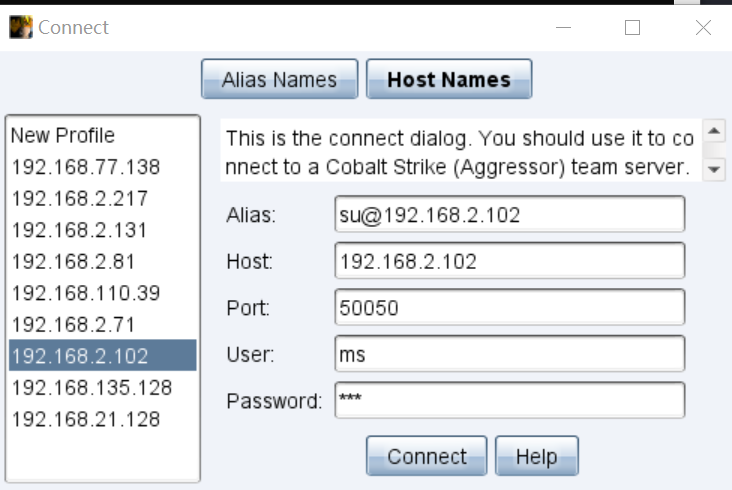 Connect
Alias Names
Host Names
New Profile
192.168.77.138
192.168.2.217
192.168.2.131
192.168.2.81
192.168.110.39
192.168.2.71
192.168.2.102
192.168.135.128
192.168.21.128
This is the connect dialog. You should use it to co
nnect to a Cobalt Strike (Aggressor) team server.
Alias: su@192.168.2.102
Host: 192.168.2.102
Port: 50050
User: ms
Password: ***
Connect
Help